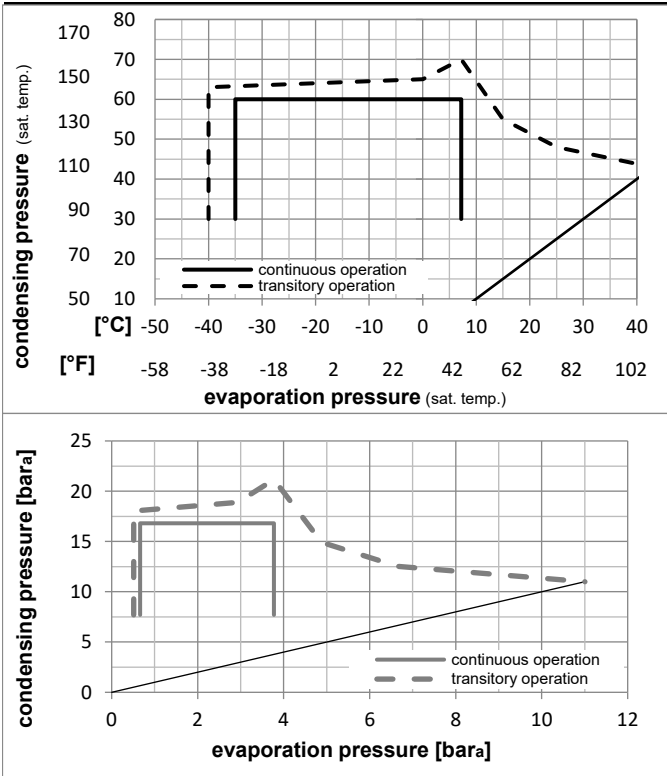 condensing pressure (sat. temp.)
170 80
150 70
60
130 50
110 40
90 30
20
50 10
continuous operation
transitory operation
[°C] -50 -40 -30 -20 -10 0 10 20 30 40
[°F] -58 -38 -18 2 22 42 62 82 102
evaporation pressure (sat. temp.)
condensing pressure [bara]
25
20
15
10
5
0
continuous operation
transitory operation
0 2 4 6 8 10 12
evaporation pressure [bara]